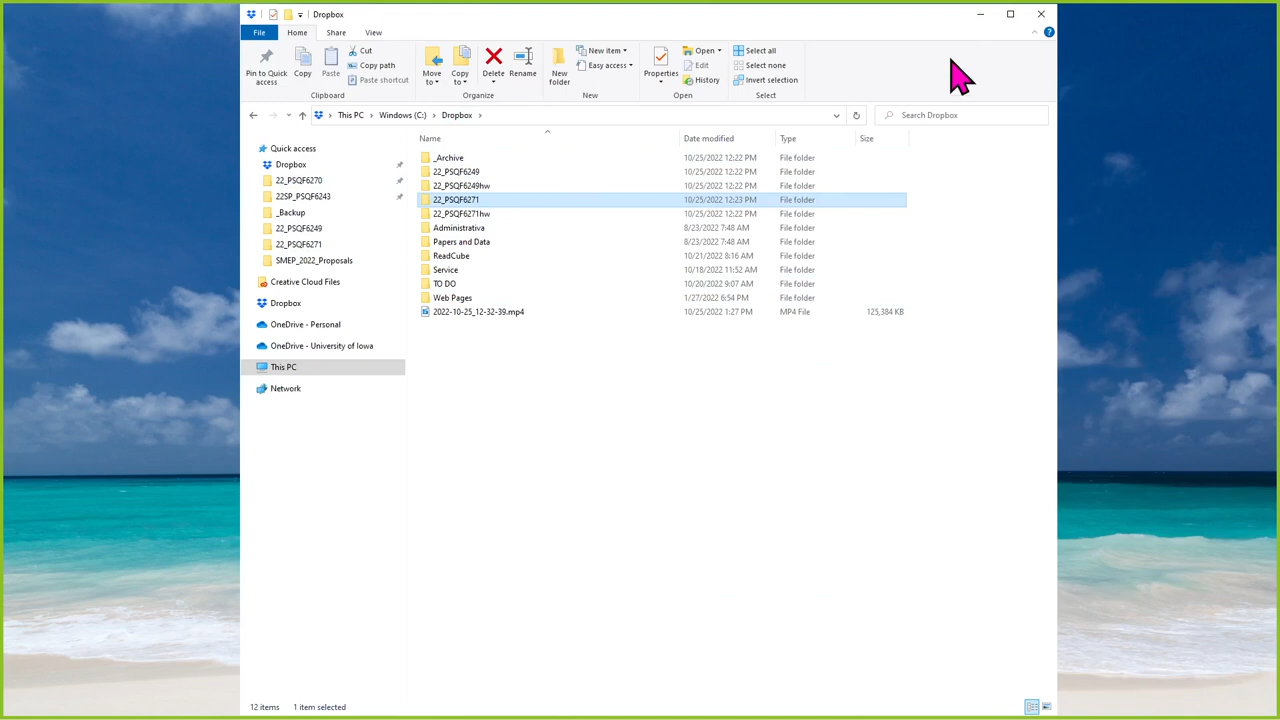 Dropbox
File Home Share View
Pin to Quick access
Copy
Paste
Cut
Copy path
Paste shortcut
Clipboard
Move to
Copy to
Delete
Rename
Organize
New folder
New item
Easy access
New
Properties
Open
Edit
History
Open
Select all
Select none
Invert selection
Select
This PC Windows (C:) Dropbox
Search Dropbox
Quick access
Dropbox
22_PSQF6270
22SP_PSQF6243
_Backup
22_PSQF6249
22_PSQF6271
SMEP_2022_Proposals
Creative Cloud Files
Dropbox
OneDrive - Personal
OneDrive - University of Iowa
This PC
Network
Name Date modified Type Size
_Archive 10/25/2022 12:22 PM File folder
22_PSQF6249 10/25/2022 12:22 PM File folder
22_PSQF6249hw 10/25/2022 12:22 PM File folder
22_PSQF6271 10/25/2022 12:23 PM File folder
22_PSQF6271hw 10/25/2022 12:22 PM File folder
Administrativa 8/23/2022 7:48 AM File folder
Papers and Data 8/23/2022 7:48 AM File folder
ReadCube 10/21/2022 8:16 AM File folder
Service 10/18/2022 11:52 AM File folder
TO DO 10/20/2022 9:07 AM File folder
Web Pages 1/27/2022 6:54 PM File folder
2022-10-25_12-32-39.mp4 10/25/2022 1:27 PM MP4 File 125,384 KB
12 items 1 item selected